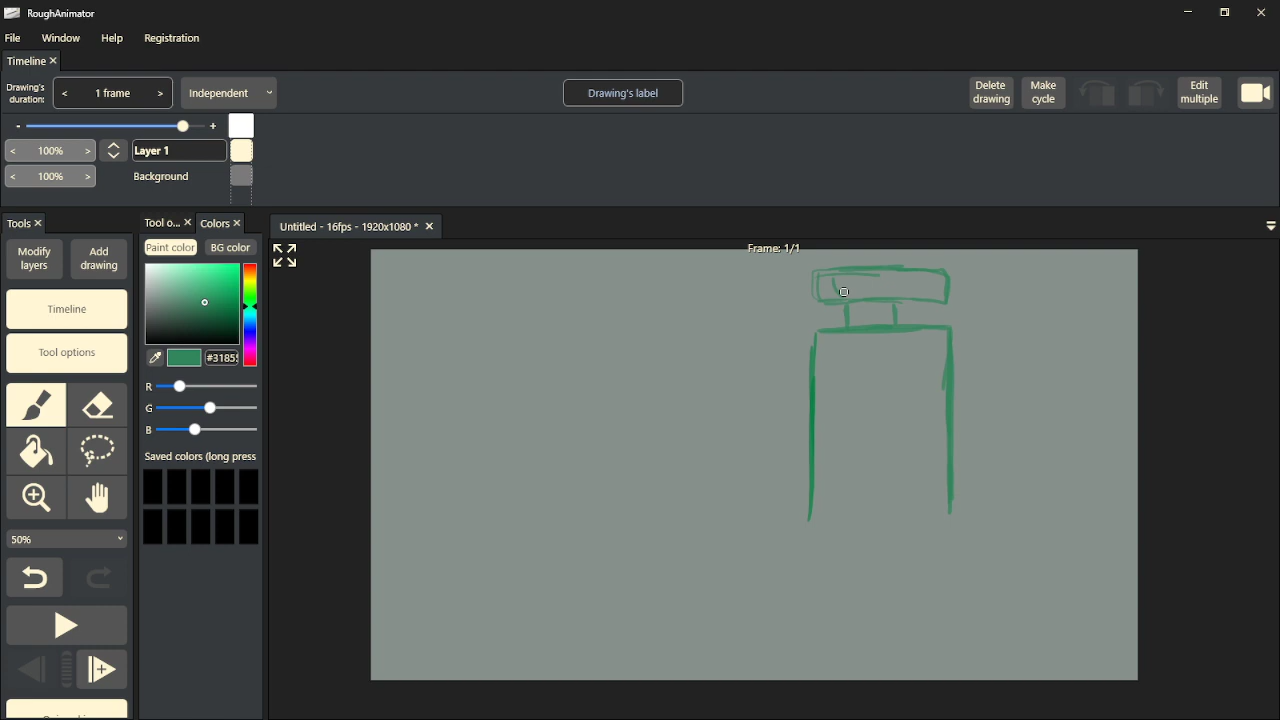 RoughAnimator
File Window Help Registration
Timeline
Drawing's duration: < 1 frame > Independent Drawing's label Delete drawing Make cycle Edit multiple
- +
< 100% > Layer 1
< 100% > Background
Tools Tool o... Colors Untitled - 16fps - 1920x1080 *
Frame: 1/1
Modify layers Add drawing Paint color BG color
Timeline
Tool options
#3185
R
G
B
Saved colors (long press
50%